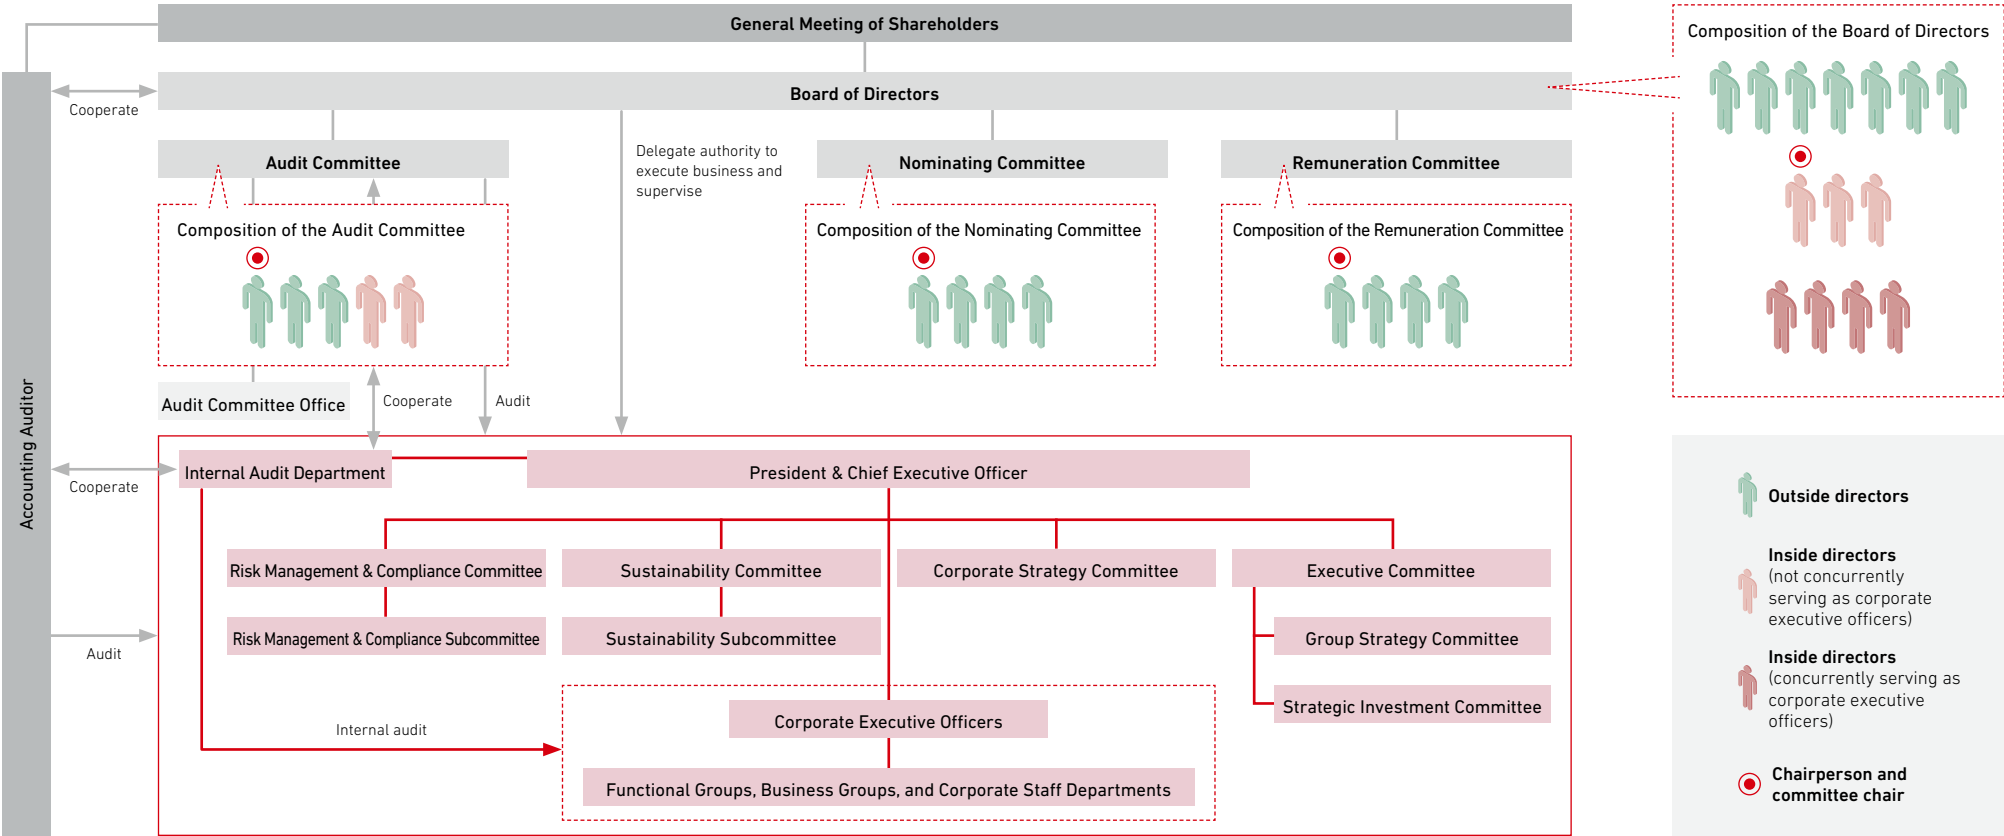 General Meeting of Shareholders
Composition of the Board of Directors
Board of Directors
Cooperate
Audit Committee
Delegate authority to
execute business and
supervise
Nominating Committee
Remuneration Committee
Composition of the Audit Committee
Composition of the Nominating Committee
Composition of the Remuneration Committee
Accounting Auditor
Audit Committee Office
Cooperate
Audit
Internal Audit Department
President & Chief Executive Officer
Cooperate
Risk Management & Compliance Committee
Sustainability Committee
Corporate Strategy Committee
Executive Committee
Risk Management & Compliance Subcommittee
Sustainability Subcommittee
Group Strategy Committee
Audit
Strategic Investment Committee
Corporate Executive Officers
Internal audit
Functional Groups, Business Groups, and Corporate Staff Departments
Outside directors
Inside directors
(not concurrently
serving as corporate
executive officers)
Inside directors
(concurrently serving as
corporate executive
officers)
Chairperson and
committee chair